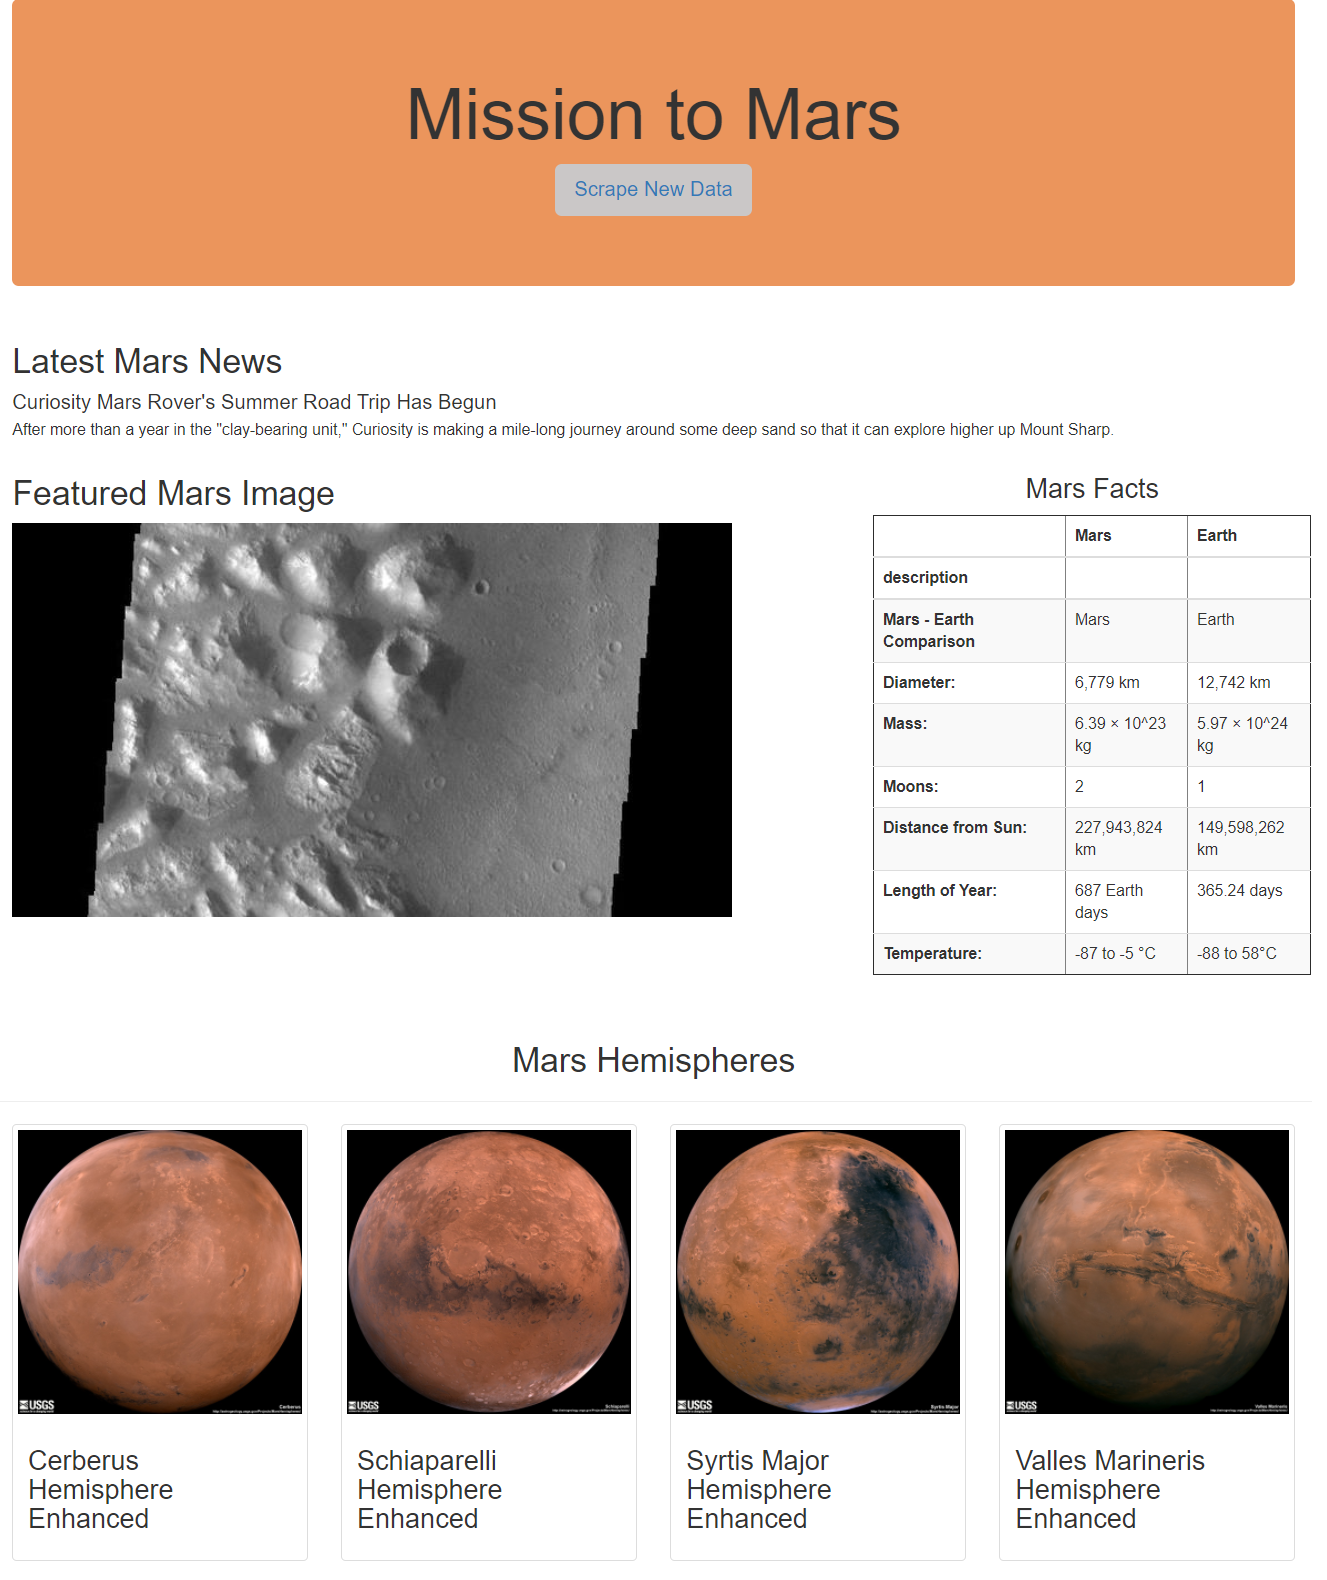 Mission to Mars
Scrape New Data
Latest Mars News
Curiosity Mars Rover's Summer Road Trip Has Begun
After more than a year in the "clay-bearing unit," Curiosity is making a mile-long journey around some deep sand so that it can explore higher up Mount Sharp.
Featured Mars Image
Mars Facts
Mars Earth
description
Mars - Earth Mars Earth
Comparison
Diameter: 6,779 km 12,742 km
Mass: 6.39 × 10^23 5.97 × 10^24
kg kg
Moons: 2 1
Distance from Sun: 227,943,824 149,598,262
km km
Length of Year: 687 Earth 365.24 days
days
Temperature: -87 to -5 °C -88 to 58°C
Mars Hemispheres
USGS Cerberus
USGS Schiaparelli
USGS Syrtis Major
USGS Valles Marineris
Cerberus
Hemisphere
Enhanced
Schiaparelli
Hemisphere
Enhanced
Syrtis Major
Hemisphere
Enhanced
Valles Marineris
Hemisphere
Enhanced